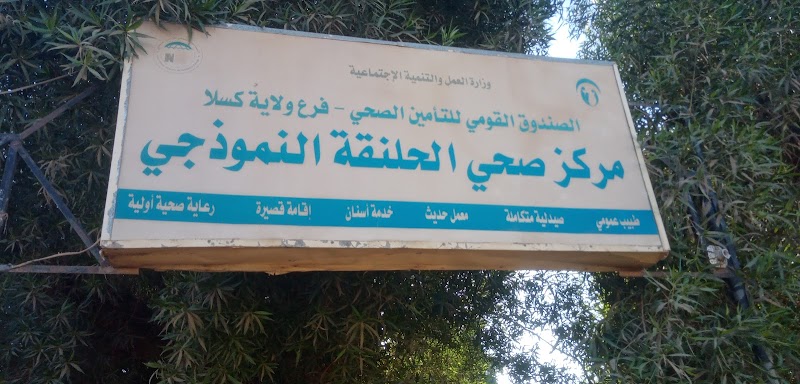 وزارة العمل والتنمية الإجتماعية
الصندوق القومي للتأمين الصحي - فرع ولاية كسلا
مركز صحي الحلنقة النموذجي
طبيب عمومي صيدلية متكاملة معمل حديث خدمة أسنان إقامة قصيرة رعاية صحية أولية